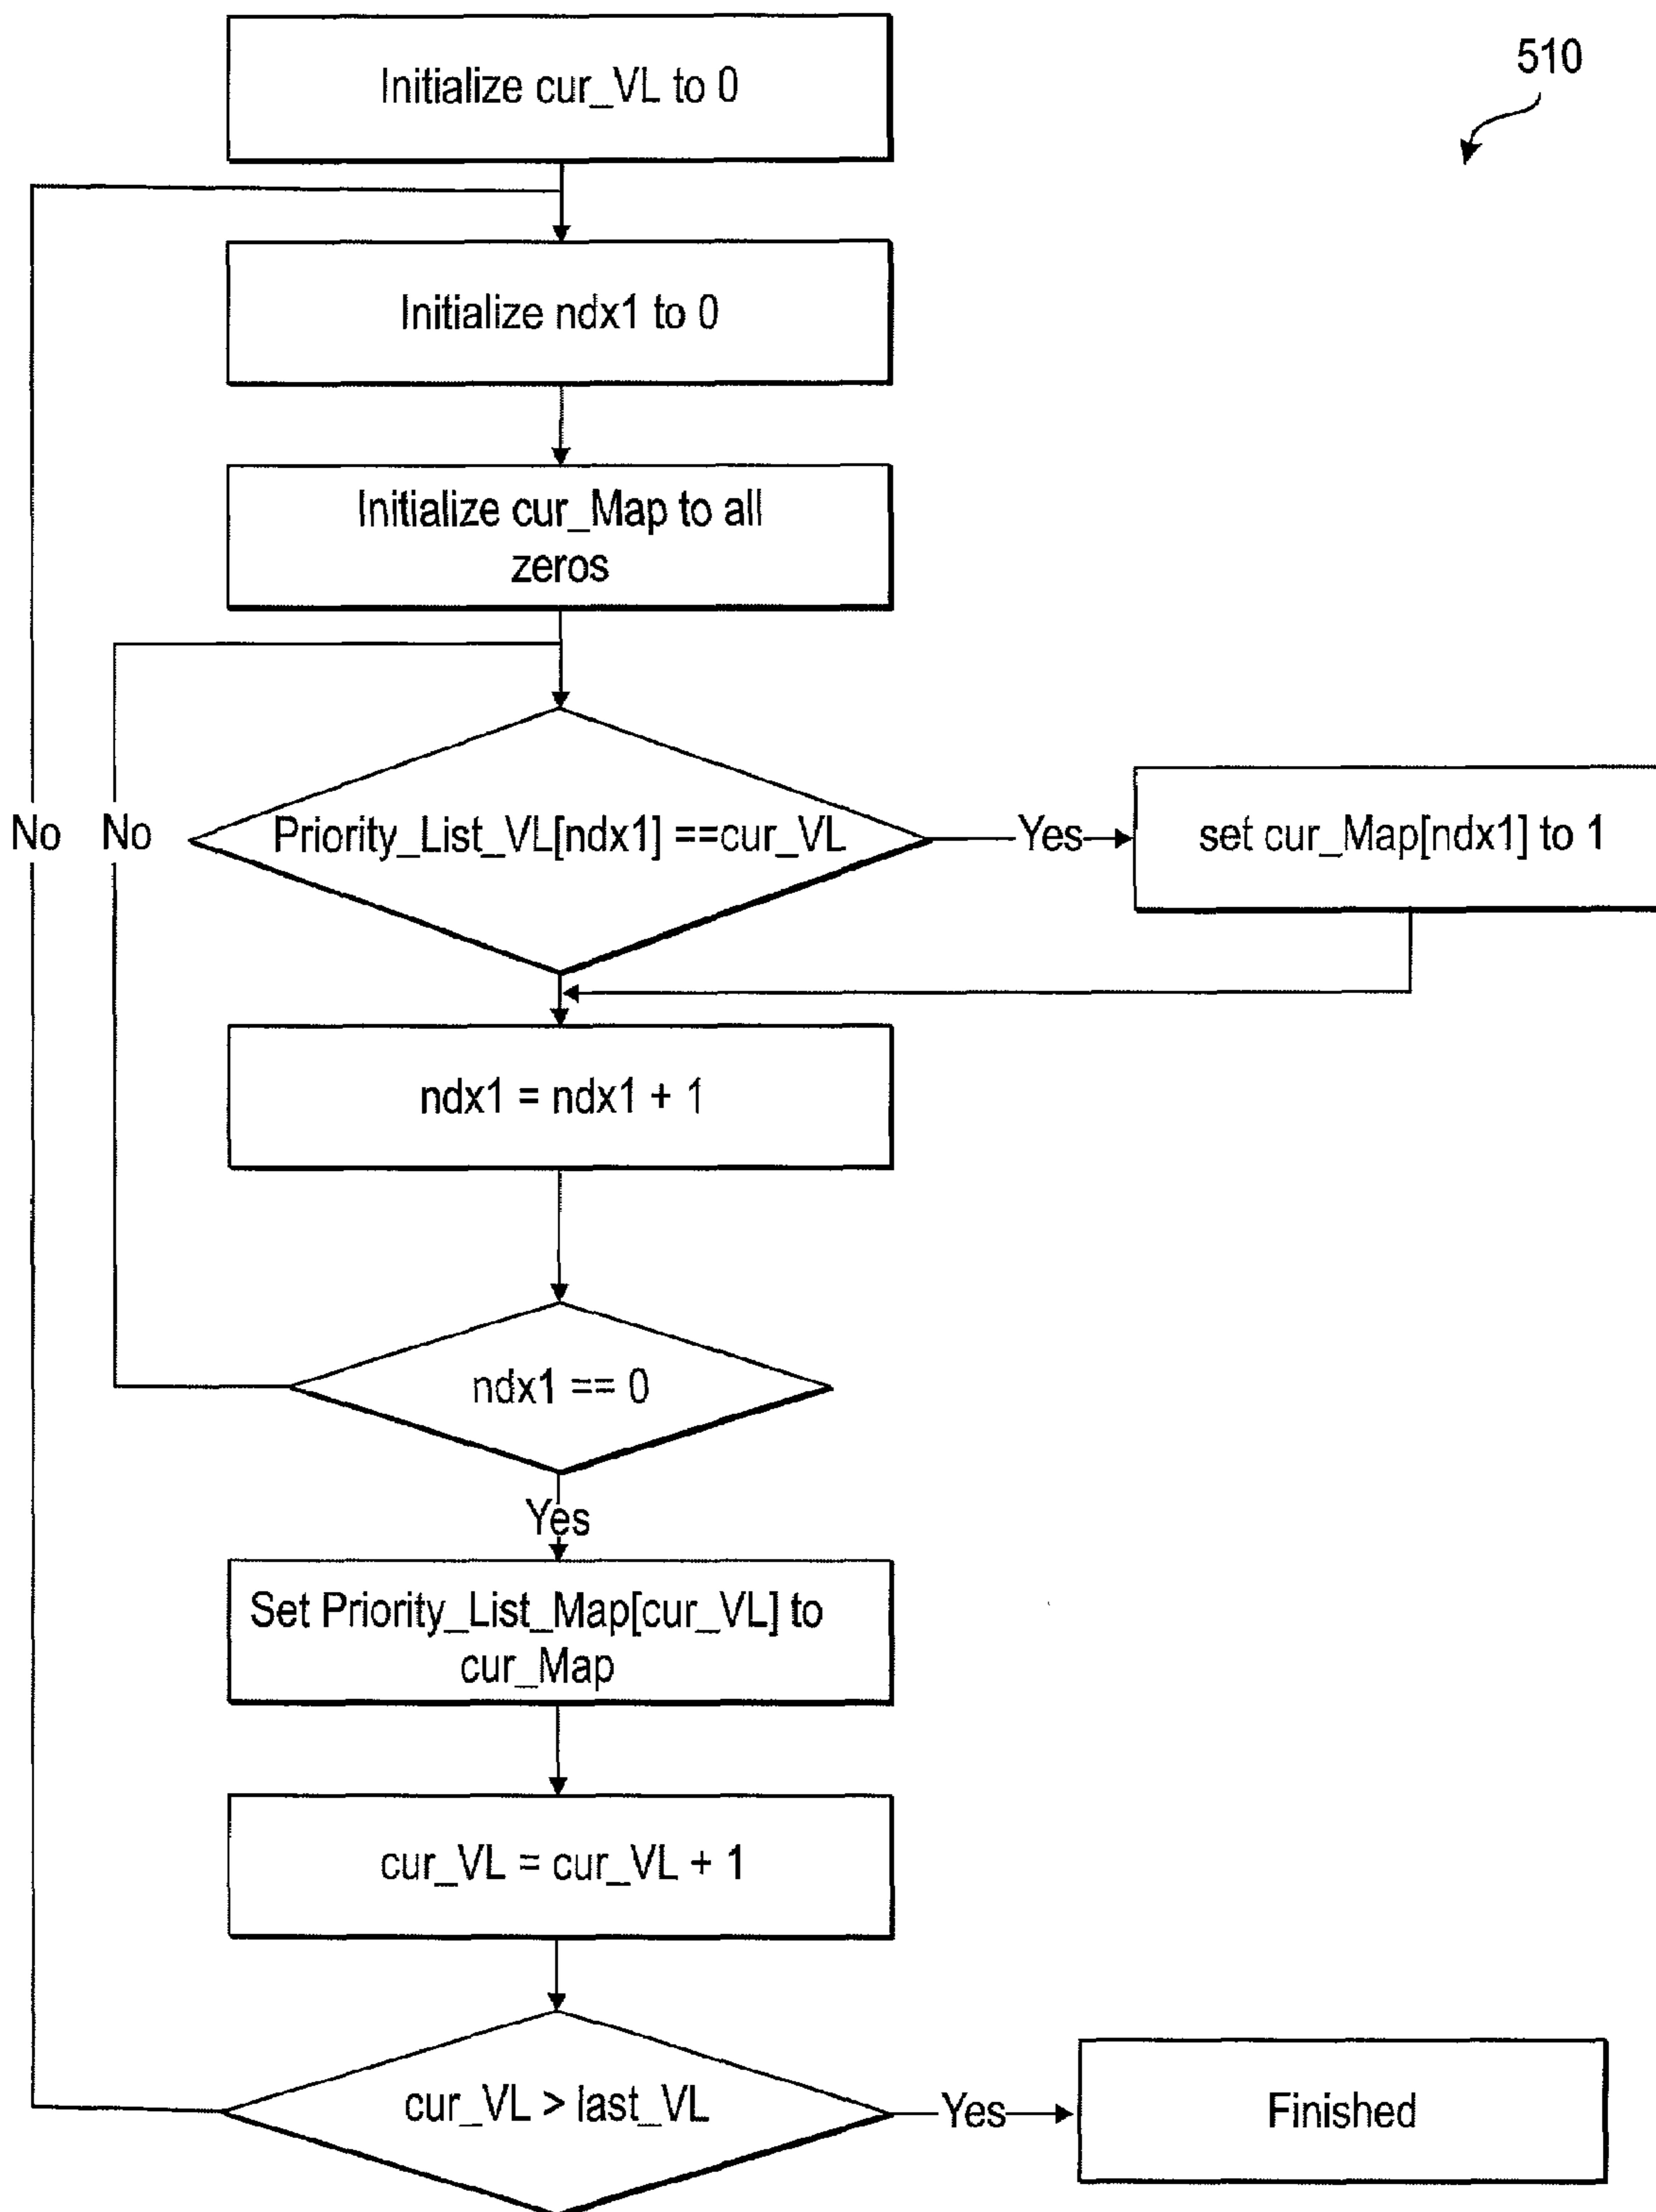 510
Initialize cur_VL to 0
Initialize ndx1 to 0
Initialize cur_Map to all
zeros
No
No
Priority_List_VL[ndx1] ==cur_VL
Yes
set cur_Map[ndx1] to 1
ndx1 = ndx1 + 1
ndx1 == 0
Yes
Set Priority_List_Map[cur_VL] to
cur_Map
cur_VL = cur_VL + 1
cur_VL > last_VL
Yes
Finished